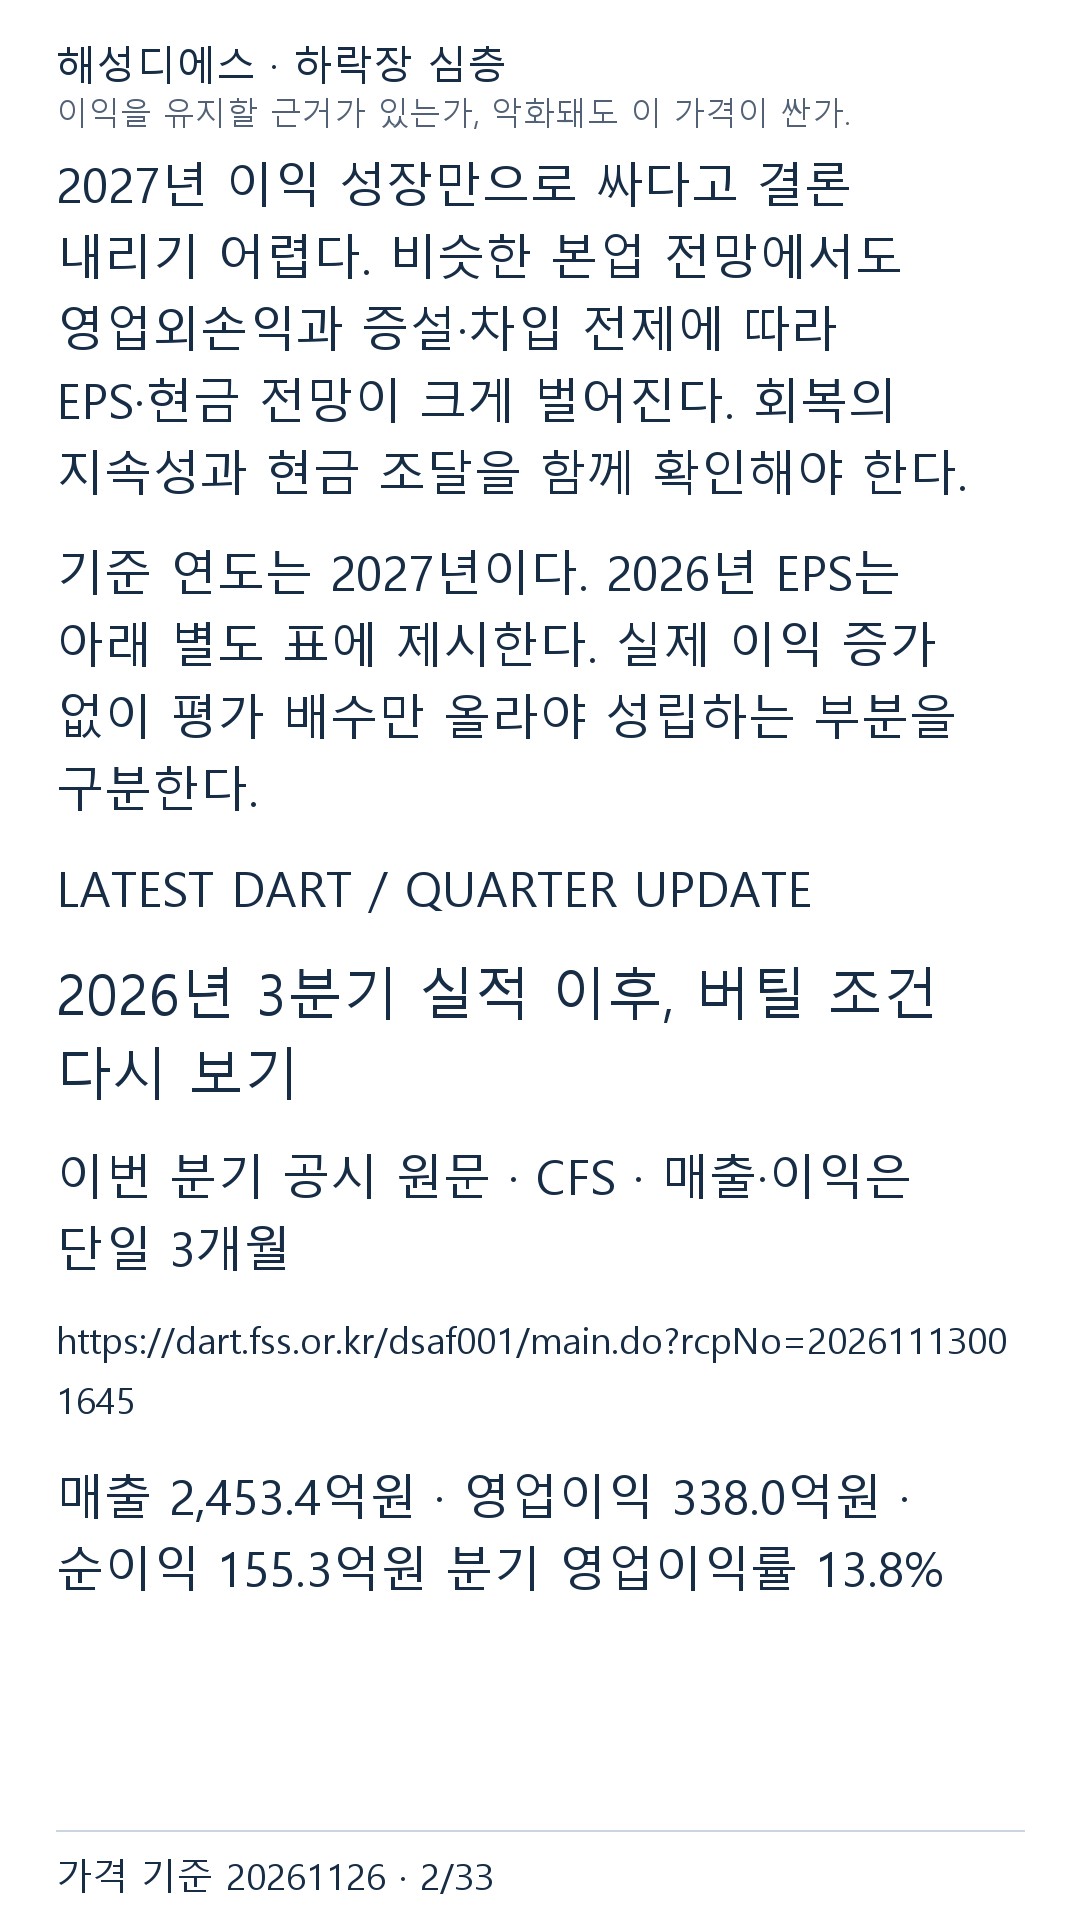 해성디에스 · 하락장 심층
이익을 유지할 근거가 있는가, 악화돼도 이 가격이 싼가.
2027년 이익 성장만으로 싸다고 결론
내리기 어렵다. 비슷한 본업 전망에서도
영업외손익과 증설·차입 전제에 따라
EPS·현금 전망이 크게 벌어진다. 회복의
지속성과 현금 조달을 함께 확인해야 한다.
기준 연도는 2027년이다. 2026년 EPS는
아래 별도 표에 제시한다. 실제 이익 증가
없이 평가 배수만 올라야 성립하는 부분을
구분한다.
LATEST DART / QUARTER UPDATE
2026년 3분기 실적 이후, 버틸 조건
다시 보기
이번 분기 공시 원문 · CFS · 매출·이익은
단일 3개월
https://dart.fss.or.kr/dsaf001/main.do?rcpNo=2026111300
1645
매출 2,453.4억원 · 영업이익 338.0억원 ·
순이익 155.3억원 분기 영업이익률 13.8%
가격 기준 20261126 · 2/33